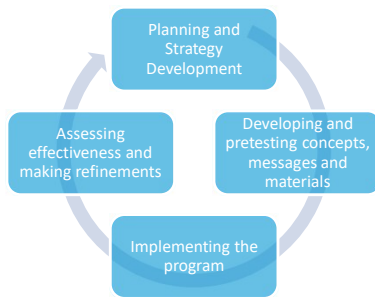 Planning and
Strategy
Development
Developing and
pretesting concepts,
messages and
materials
Implementing the
program
Assessing
effectiveness and
making refinements